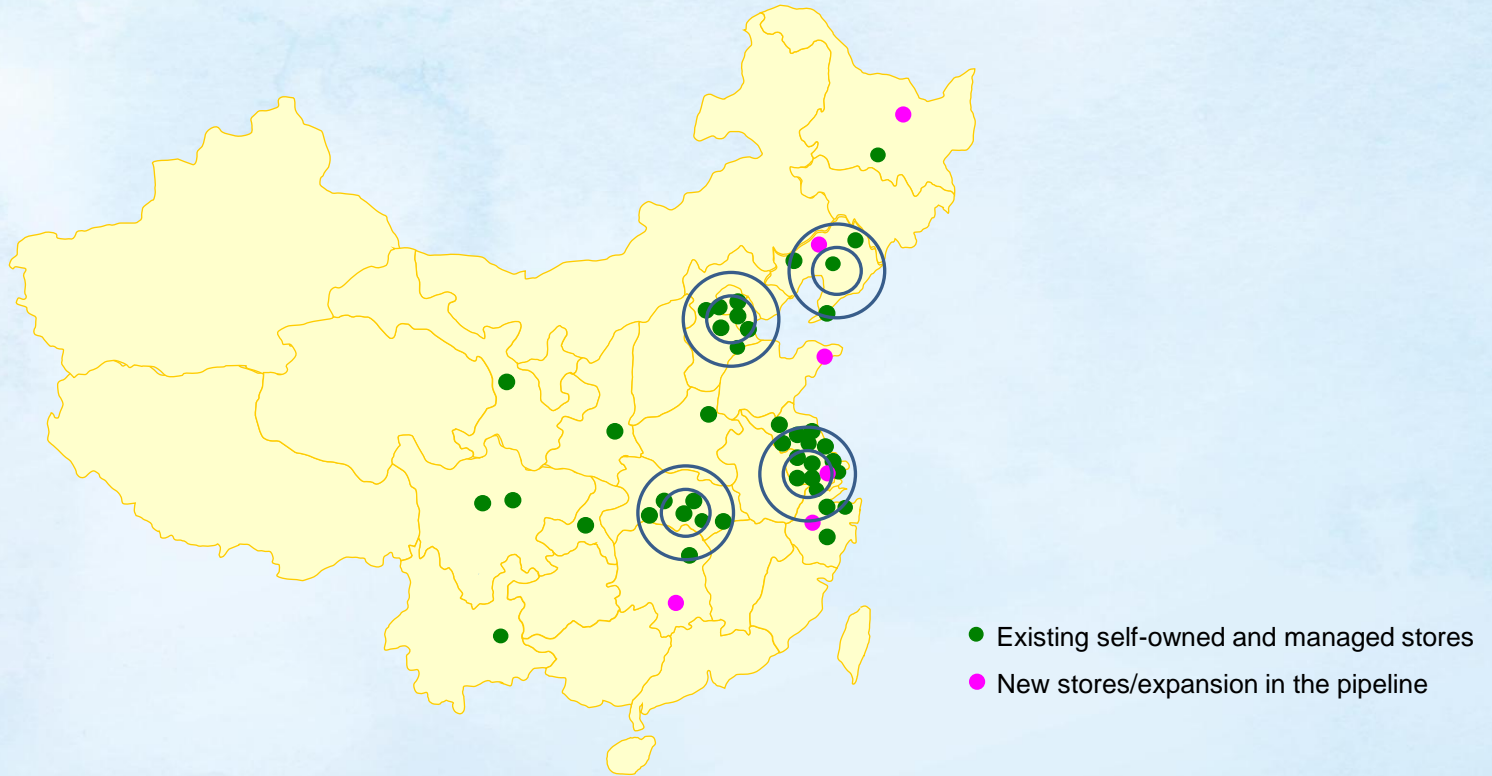 Existing self-owned and managed stores
New stores/expansion in the pipeline